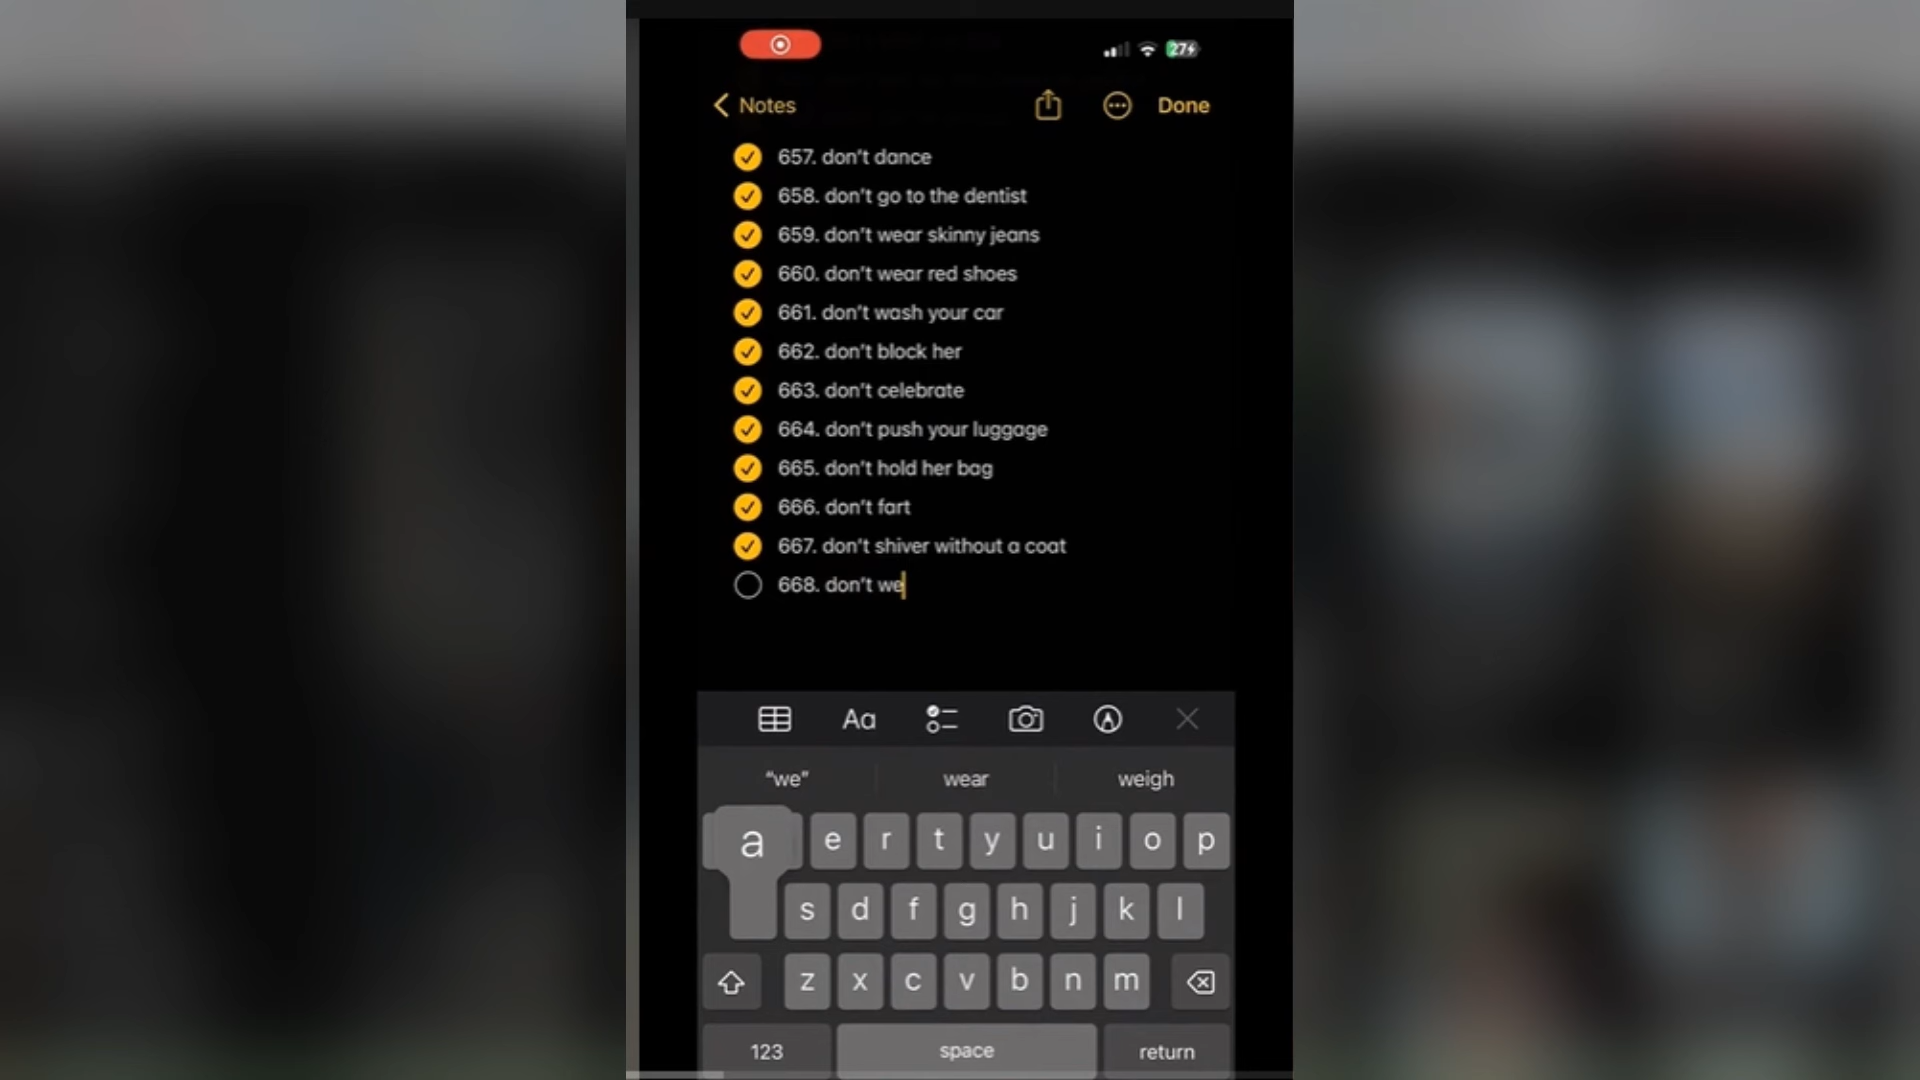 27
Notes
Done
657. don't dance
658. don't go to the dentist
659. don't wear skinny jeans
660. don't wear red shoes
661. don't wash your car
662. don't block her
663. don't celebrate
664. don't push your luggage
665. don't hold her bag
666. don't fart
667. don't shiver without a coat
668. don't we
Aa
“we” wear weigh
a e r t y u i o p
s d f g h j k l
z x c v b n m
123 space return